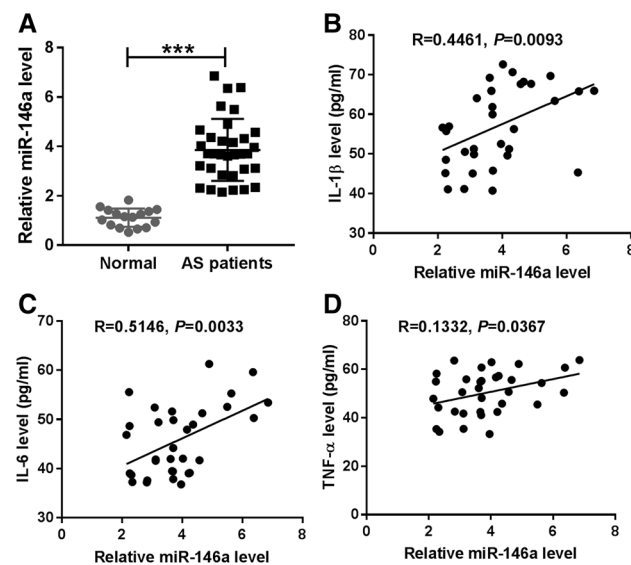 A
***
Relative miR-146a level
8
6
4
2
0
Normal AS patients
B
R=0.4461, P=0.0093
IL-1β level (pg/ml)
70
60
50
40
30
0 2 4 6 8
Relative miR-146a level
C
R=0.5146, P=0.0033
IL-6 level (pg/ml)
70
60
50
40
30
0 2 4 6 8
Relative miR-146a level
D
R=0.1332, P=0.0367
TNF-α level (pg/ml)
80
60
40
20
0
0 2 4 6 8
Relative miR-146a level